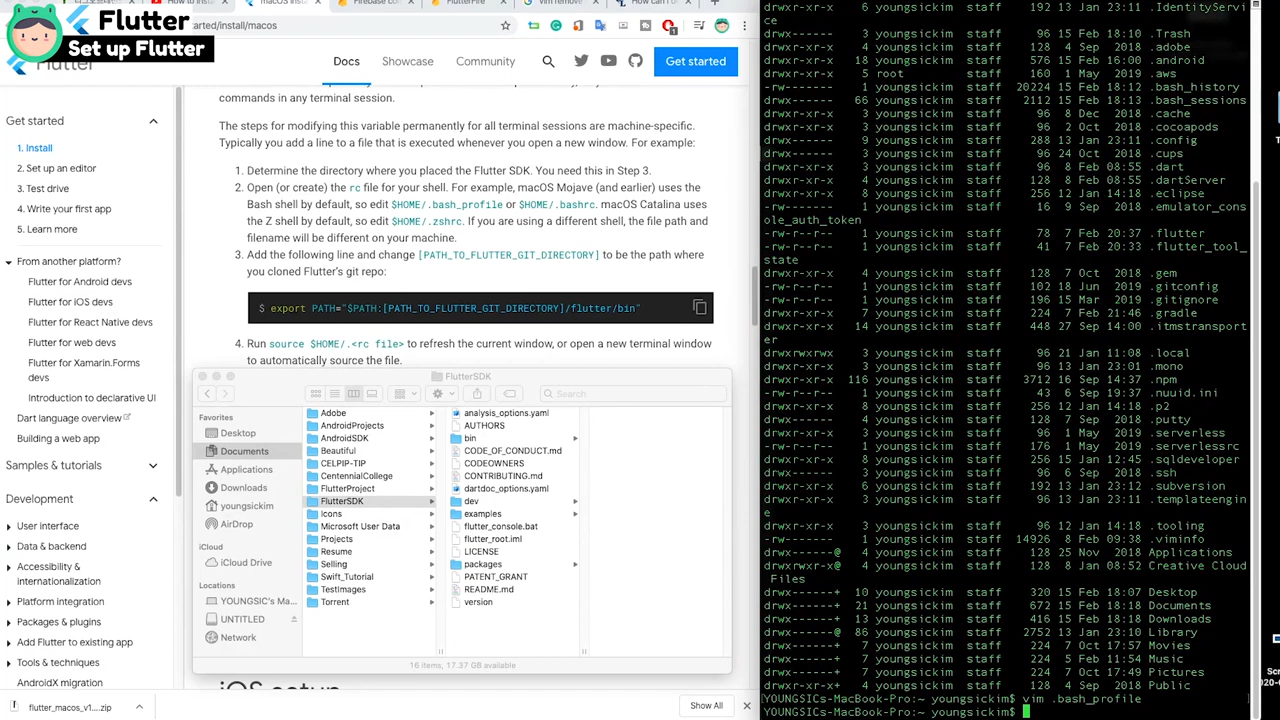 Flutter
Set up Flutter
macOS install
Firebase con
FlutterFire
Vim remove
How can I u
arted/install/macos
Docs
Showcase
Community
Get started
commands in any terminal session.
The steps for modifying this variable permanently for all terminal sessions are machine-specific.
Typically you add a line to a file that is executed whenever you open a new window. For example:
1. Determine the directory where you placed the Flutter SDK. You need this in Step 3.
2. Open (or create) the rc file for your shell. For example, macOS Mojave (and earlier) uses the
Bash shell by default, so edit $HOME/.bash_profile or $HOME/.bashrc. macOS Catalina uses
the Z shell by default, so edit $HOME/.zshrc. If you are using a different shell, the file path and
filename will be different on your machine.
3. Add the following line and change [PATH_TO_FLUTTER_GIT_DIRECTORY] to be the path where
you cloned Flutter's git repo:
$ export PATH="$PATH:[PATH_TO_FLUTTER_GIT_DIRECTORY]/flutter/bin"
4. Run source $HOME/.<rc file> to refresh the current window, or open a new terminal window
to automatically source the file.
Get started
1. Install
2. Set up an editor
3. Test drive
4. Write your first app
5. Learn more
From another platform?
Flutter for Android devs
Flutter for iOS devs
Flutter for React Native devs
Flutter for web devs
Flutter for Xamarin.Forms
devs
Introduction to declarative UI
Dart language overview
Building a web app
Samples & tutorials
Development
User interface
Data & backend
Accessibility &
internationalization
Platform integration
Packages & plugins
Add Flutter to existing app
Tools & techniques
AndroidX migration
FlutterSDK
Search
Favorites
Desktop
Documents
Applications
Downloads
youngsickim
AirDrop
iCloud
iCloud Drive
Locations
YOUNGSIC's Ma...
UNTITLED
Network
Adobe
AndroidProjects
AndroidSDK
Beautiful
CELPIP-TIP
CentennialCollege
FlutterProject
FlutterSDK
Icons
Microsoft User Data
Projects
Resume
Selling
Swift_Tutorial
TestImages
Torrent
analysis_options.yaml
AUTHORS
bin
CODE_OF_CONDUCT.md
CODEOWNERS
CONTRIBUTING.md
dartdoc_options.yaml
dev
examples
flutter_console.bat
flutter_root.iml
LICENSE
packages
PATENT_GRANT
README.md
version
16 items, 17.37 GB available
iOS setup
flutter_macos_v1....zip
Show All
drwxr-xr-x 6 youngsickim staff 192 13 Jan 23:11 .IdentityServi
ce
drwx------ 3 youngsickim staff 96 15 Feb 18:10 .Trash
drwxr-xr-x 4 youngsickim staff 128 4 Sep 2018 .adobe
drwxr-xr-x 18 youngsickim staff 576 15 Feb 16:00 .android
drwxr-xr-x 5 root staff 160 1 May 2019 .aws
-rw------- 1 youngsickim staff 20224 15 Feb 18:12 .bash_history
drwx------ 66 youngsickim staff 2112 15 Feb 18:12 .bash_sessions
drwxr-xr-x 3 youngsickim staff 96 8 Dec 2018 .cache
drwxr-xr-x 3 youngsickim staff 96 2 Oct 2018 .cocoapods
drwx------ 9 youngsickim staff 288 13 Jan 23:11 .config
drwx------ 3 youngsickim staff 96 24 Oct 2018 .cups
drwxr-xr-x 3 youngsickim staff 96 8 Feb 08:55 .dart
drwxr-xr-x 4 youngsickim staff 128 8 Feb 08:55 .dartServer
drwxr-xr-x 8 youngsickim staff 256 12 Jan 14:18 .eclipse
-rw------- 1 youngsickim staff 16 9 Sep 2018 .emulator_cons
ole_auth_token
-rw-r--r-- 1 youngsickim staff 78 7 Feb 20:37 .flutter
-rw-r--r-- 1 youngsickim staff 41 7 Feb 20:33 .flutter_tool_
state
drwxr-xr-x 4 youngsickim staff 128 7 Oct 2018 .gem
-rw-r--r-- 1 youngsickim staff 102 18 Jun 2019 .gitconfig
-rw-r--r-- 1 youngsickim staff 196 15 Mar 2019 .gitignore
drwxr-xr-x 7 youngsickim staff 224 7 Feb 21:46 .gradle
drwxr-xr-x 14 youngsickim staff 448 27 Sep 14:00 .itmstransport
er
drwxrwxrwx 3 youngsickim staff 96 21 Jan 11:08 .local
drwxr-xr-x 3 youngsickim staff 96 13 Jan 23:01 .mono
drwxr-xr-x 116 youngsickim staff 3712 16 Sep 14:37 .npm
-rw-r--r-- 1 youngsickim staff 43 6 Sep 19:37 .nuuid.ini
drwxr-xr-x 8 youngsickim staff 256 12 Jan 14:18 .p2
drwx------ 4 youngsickim staff 128 7 Sep 2018 .putty
drwxr-xr-x 3 youngsickim staff 96 1 May 2019 .serverless
-rw-r--r-- 1 youngsickim staff 176 1 May 2019 .serverlessrc
drwxr-xr-x 8 youngsickim staff 256 15 Jan 12:45 .sqldeveloper
drwx------ 3 youngsickim staff 96 6 Sep 2018 .ssh
drwxr-xr-x 6 youngsickim staff 192 13 Jan 23:01 .subversion
drwxr-xr-x 3 youngsickim staff 96 13 Jan 23:11 .templateengin
e
drwxr-xr-x 3 youngsickim staff 96 12 Jan 14:18 .tooling
-rw------- 1 youngsickim staff 14926 8 Feb 09:38 .viminfo
drwx------@ 4 youngsickim staff 128 25 Nov 2018 Applications
drwxrwxr-x@ 4 youngsickim staff 128 8 Jan 08:52 Creative Cloud
Files
drwx------+ 10 youngsickim staff 320 15 Feb 18:07 Desktop
drwx------+ 21 youngsickim staff 672 15 Feb 18:18 Documents
drwx------+ 13 youngsickim staff 416 15 Feb 18:18 Downloads
drwx------@ 86 youngsickim staff 2752 13 Jan 23:10 Library
drwx------+ 7 youngsickim staff 224 7 Oct 17:57 Movies
drwx------+ 7 youngsickim staff 224 5 Feb 11:54 Music
drwx------+ 7 youngsickim staff 224 7 Oct 17:49 Pictures
drwxr-xr-x+ 4 youngsickim staff 128 4 Sep 2018 Public
[YOUNGSICs-MacBook-Pro:~ youngsickim$ vim .bash_profile
YOUNGSICs-MacBook-Pro:~ youngsickim$